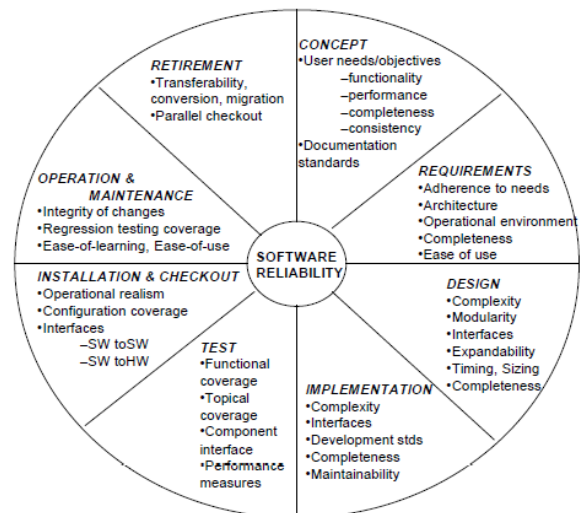 CONCEPT
•User needs/objectives
–functionality
–performance
–completeness
–consistency
•Documentation
standards
REQUIREMENTS
•Adherence to needs
•Architecture
•Operational environment
•Completeness
•Ease of use
DESIGN
•Complexity
•Modularity
•Interfaces
•Expandability
•Timing, Sizing
•Completeness
IMPLEMENTATION
•Complexity
•Interfaces
•Development stds
•Completeness
•Maintainability
TEST
•Functional
coverage
•Topical
coverage
•Component
interface
•Performance
measures
INSTALLATION & CHECKOUT
•Operational realism
•Configuration coverage
•Interfaces
–SW toSW
–SW toHW
OPERATION &
MAINTENANCE
•Integrity of changes
•Regression testing coverage
•Ease-of-learning, Ease-of-use
RETIREMENT
•Transferability,
conversion, migration
•Parallel checkout
SOFTWARE
RELIABILITY